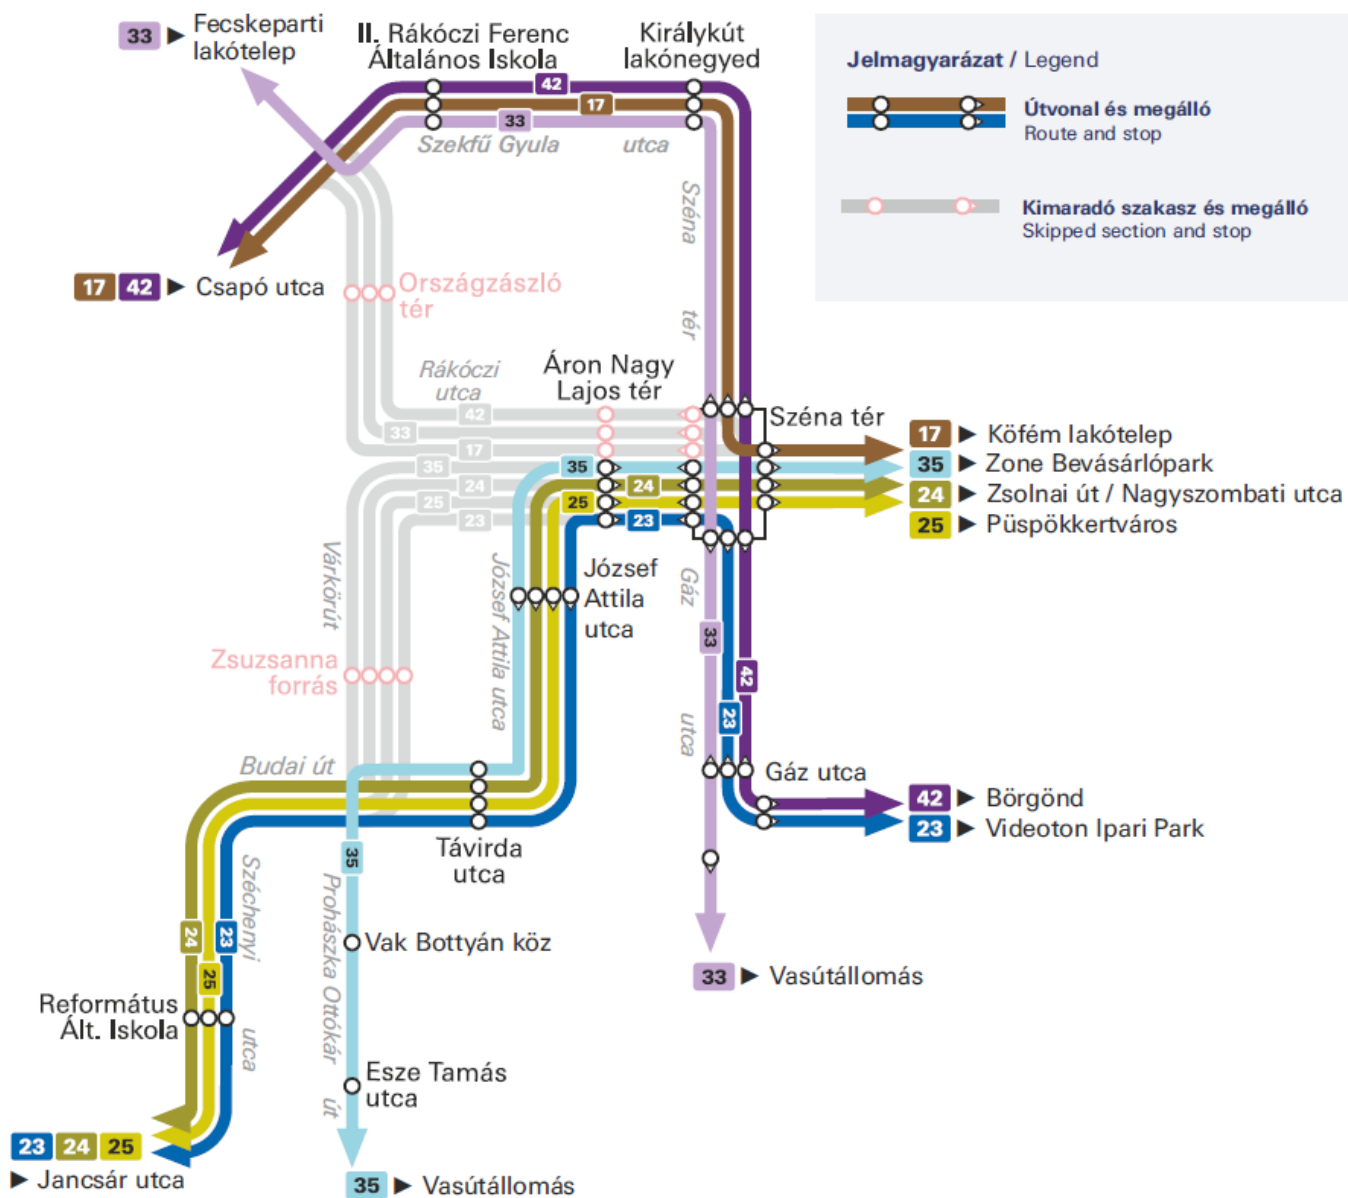 33 ► Fecskeparti
lakótelep
II. Rákóczi Ferenc
Általános Iskola
Királykút
lakónegyed
42
17
33
Szekfű Gyula utca
Jelmagyarázat / Legend
Útvonal és megálló
Route and stop
Kimaradó szakasz és megálló
Skipped section and stop
Széna tér
17 42 ► Csapó utca
Országzászló
tér
Rákóczi
utca
Áron Nagy
Lajos tér
42
33
17
35
24
25
23
35
24
25
23
Széna tér
17 ► Köfém lakótelep
35 ► Zone Bevásárlópark
24 ► Zsolnai út / Nagyszombati utca
25 ► Püspökkertváros
Várkörút
József Attila utca
József
Attila
utca
Gáz utca
33
42
23
Zsuzsanna
forrás
Budai út
Gáz utca
42 ► Börgönd
23 ► Videoton Ipari Park
Távirda
utca
35
Széchenyi utca
Prohászka Ottókár út
24
23
25
Vak Bottyán köz
33 ► Vasútállomás
Református
Ált. Iskola
Esze Tamás
utca
23 24 25
► Jancsár utca
35 ► Vasútállomás